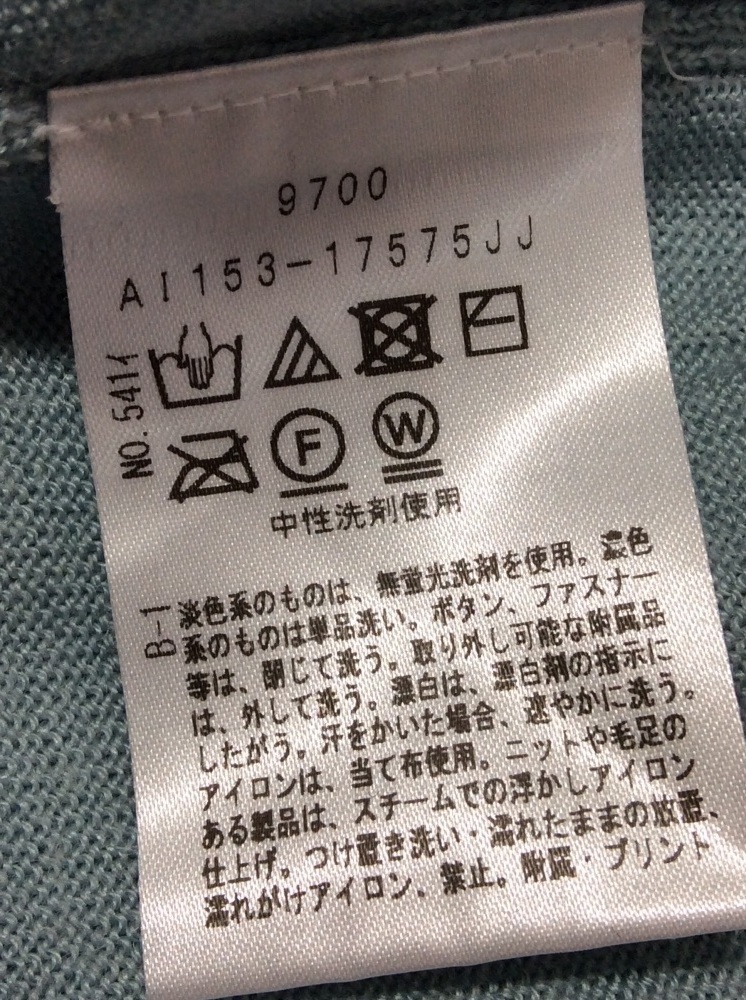 9700
AI153-17575JJ
NO.5411
F
W
中性洗剤使用
B-1
淡色系のものは、無蛍光洗剤を使用。濃色
系のものは単品洗い。ボタン、ファスナー
等は、閉じて洗う。取り外し可能な附属品
は、外して洗う。漂白は、漂白剤の指示に
したがう。汗をかいた場合、速やかに洗う。
アイロンは、当て布使用。ニットや毛足の
ある製品は、スチームでの浮かしアイロン
仕上げ。つけ置き洗い・濡れたままの放置、
濡れがけアイロン、禁止。附属・プリント